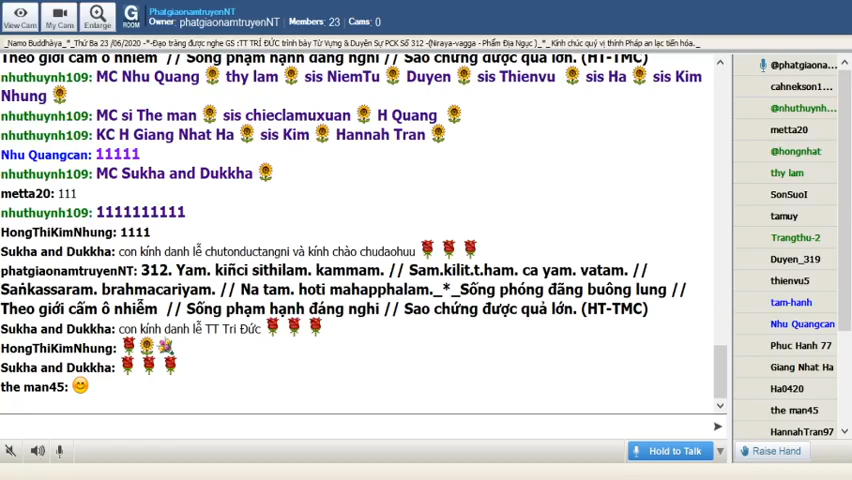 View Cam
My Cam
Enlarge
G
ROOM
PhatgiaonamtruyenNT
Owner: phatgiaonamtruyenNT Members: 23 Cams: 0
_Namo Buddhàya _*_Thứ Ba 23 /06/2020 -*-Đạo tràng được nghe GS :TT TRÍ ĐỨC trình bày Từ Vựng & Duyên Sự PCK Số 312 -(Niraya-vagga - Phẩm Địa Ngục ) _*_ Kính chúc quý vị thính Pháp an lạc tiến hóa._
Theo giới cấm ô nhiễm // Sống phạm hạnh đáng nghi // Sao chứng được quả lớn. (HT-TMC)
nhuthuynh109: MC Nhu Quang 🌻 thy lam 🌻 sis NiemTu 🌻 Duyen 🌻 sis Thienvu 🌻 sis Ha 🌻 sis Kim
Nhung 🌻
nhuthuynh109: MC si The man 🌻 sis chieclamuxuan 🌻 H Quang 🌻
nhuthuynh109: KC H Giang Nhat Ha 🌻 sis Kim 🌻 Hannah Tran 🌻
Nhu Quangcan: 11111
nhuthuynh109: MC Sukha and Dukkha 🌻
metta20: 111
nhuthuynh109: 1111111111
HongThiKimNhung: 1111
Sukha and Dukkha: con kính danh lễ chutonductangni và kính chào chudaohuu 🌹 🌹 🌹
phatgiaonamtruyenNT: 312. Yam. kiñci sithilam. kammam. // Sam.kilit.t.ham. ca yam. vatam. //
Saṅkassaram. brahmacariyam. // Na tam. hoti mahapphalam._*_Sống phóng đãng buông lung //
Theo giới cấm ô nhiễm // Sống phạm hạnh đáng nghi // Sao chứng được quả lớn. (HT-TMC)
Sukha and Dukkha: con kính danh lễ TT Tri Đức 🌹 🌹 🌹
HongThiKimNhung: 🌹🌻💐
Sukha and Dukkha: 🌹 🌹 🌹
the man45: 😊
@phatgiaona...
cahnekson1...
@nhuthuynh...
metta20
@hongnhat
thy lam
SonSuoI
tamuy
Trangthu-2
Duyen_319
thienvu5
tam-hanh
Nhu Quangcan
Phuc Hanh 77
Giang Nhat Ha
Ha0420
the man45
HannahTran97
Hold to Talk
Raise Hand